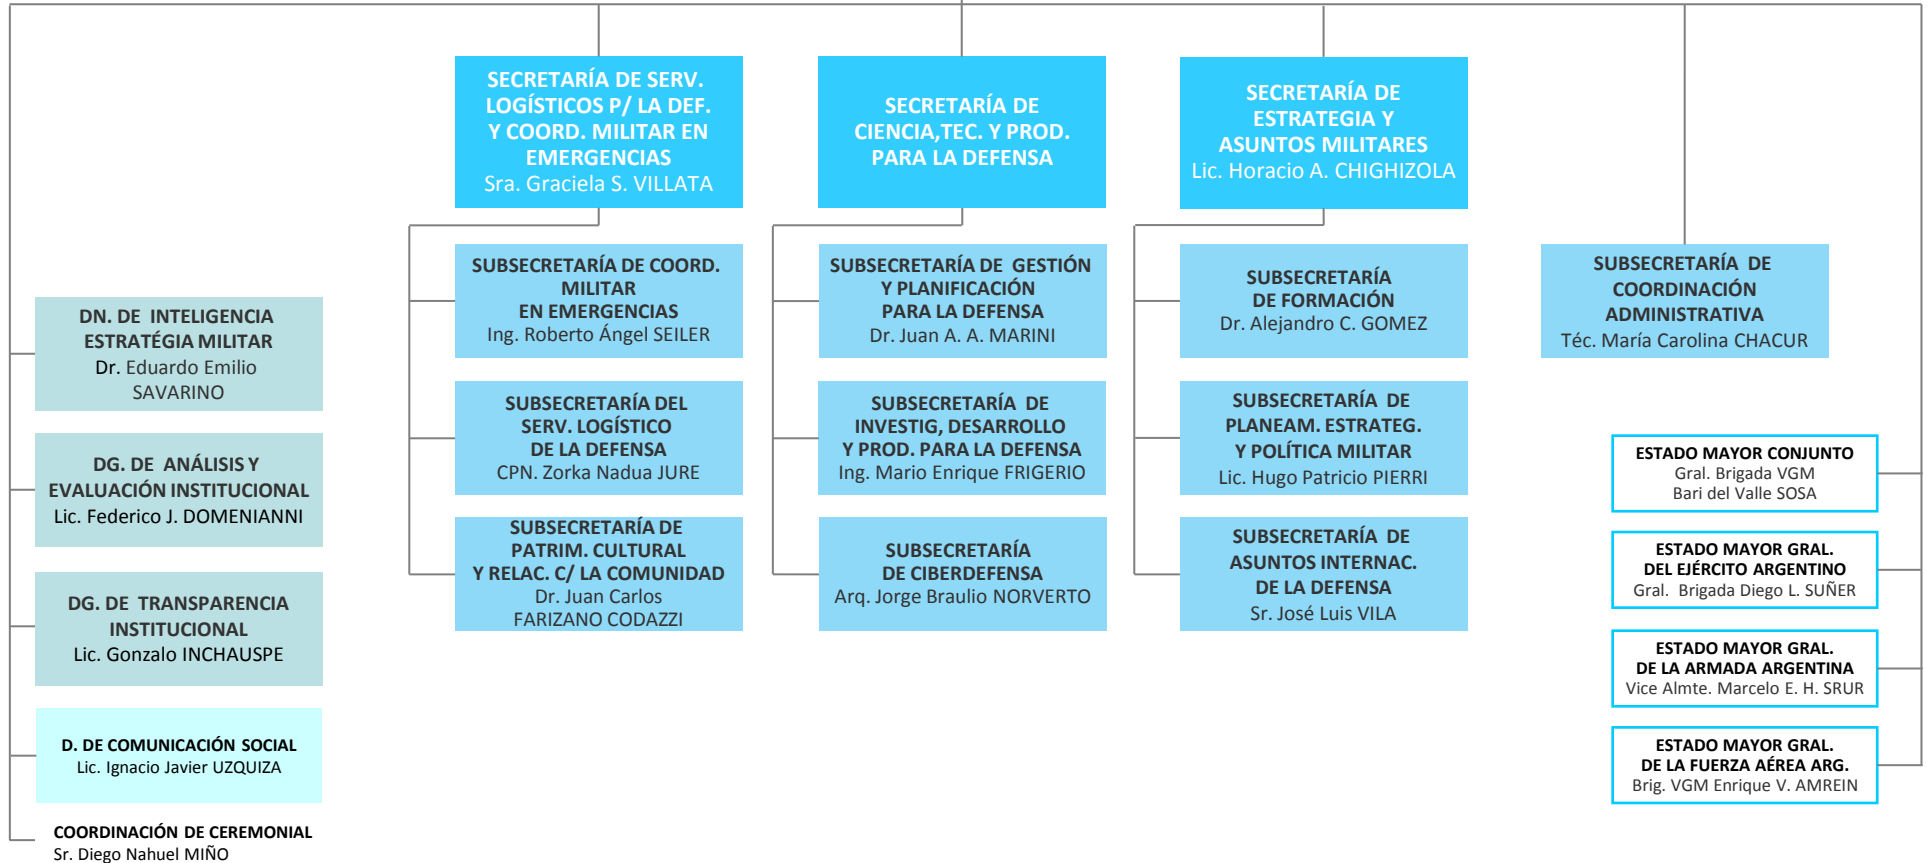 SECRETARÍA DE SERV.
LOGÍSTICOS P/ LA DEF.
Y COORD. MILITAR EN
EMERGENCIAS
Sra. Graciela S. VILLATA
SECRETARÍA DE
CIENCIA,TEC. Y PROD.
PARA LA DEFENSA
SECRETARÍA DE
ESTRATEGIA Y
ASUNTOS MILITARES
Lic. Horacio A. CHIGHIZOLA
DN. DE INTELIGENCIA
ESTRATÉGIA MILITAR
Dr. Eduardo Emilio
SAVARINO
DG. DE ANÁLISIS Y
EVALUACIÓN INSTITUCIONAL
Lic. Federico J. DOMENIANNI
DG. DE TRANSPARENCIA
INSTITUCIONAL
Lic. Gonzalo INCHAUSPE
D. DE COMUNICACIÓN SOCIAL
Lic. Ignacio Javier UZQUIZA
COORDINACIÓN DE CEREMONIAL
Sr. Diego Nahuel MIÑO
SUBSECRETARÍA DE COORD.
MILITAR
EN EMERGENCIAS
Ing. Roberto Ángel SEILER
SUBSECRETARÍA DEL
SERV. LOGÍSTICO
DE LA DEFENSA
CPN. Zorka Nadua JURE
SUBSECRETARÍA DE
PATRIM. CULTURAL
Y RELAC. C/ LA COMUNIDAD
Dr. Juan Carlos
FARIZANO CODAZZI
SUBSECRETARÍA DE GESTIÓN
Y PLANIFICACIÓN
PARA LA DEFENSA
Dr. Juan A. A. MARINI
SUBSECRETARÍA DE
INVESTIG, DESARROLLO
Y PROD. PARA LA DEFENSA
Ing. Mario Enrique FRIGERIO
SUBSECRETARÍA
DE CIBERDEFENSA
Arq. Jorge Braulio NORVERTO
SUBSECRETARÍA
DE FORMACIÓN
Dr. Alejandro C. GOMEZ
SUBSECRETARÍA DE
PLANEAM. ESTRATEG.
Y POLÍTICA MILITAR
Lic. Hugo Patricio PIERRI
SUBSECRETARÍA DE
ASUNTOS INTERNAC.
DE LA DEFENSA
Sr. José Luis VILA
SUBSECRETARÍA DE
COORDINACIÓN
ADMINISTRATIVA
Téc. María Carolina CHACUR
ESTADO MAYOR CONJUNTO
Gral. Brigada VGM
Bari del Valle SOSA
ESTADO MAYOR GRAL.
DEL EJÉRCITO ARGENTINO
Gral. Brigada Diego L. SUÑER
ESTADO MAYOR GRAL.
DE LA ARMADA ARGENTINA
Vice Almte. Marcelo E. H. SRUR
ESTADO MAYOR GRAL.
DE LA FUERZA AÉREA ARG.
Brig. VGM Enrique V. AMREIN